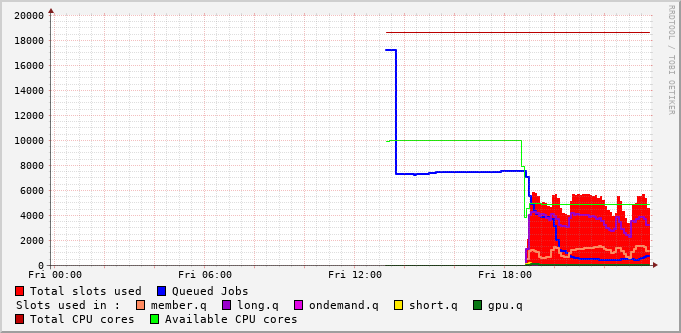 20000
18000
16000
14000
12000
10000
8000
6000
4000
2000
0
Fri 00:00 Fri 06:00 Fri 12:00 Fri 18:00
Total slots used Queued Jobs
Slots used in : member.q long.q ondemand.q short.q gpu.q
Total CPU cores Available CPU cores
RRDTOOL / TOBI OETIKER